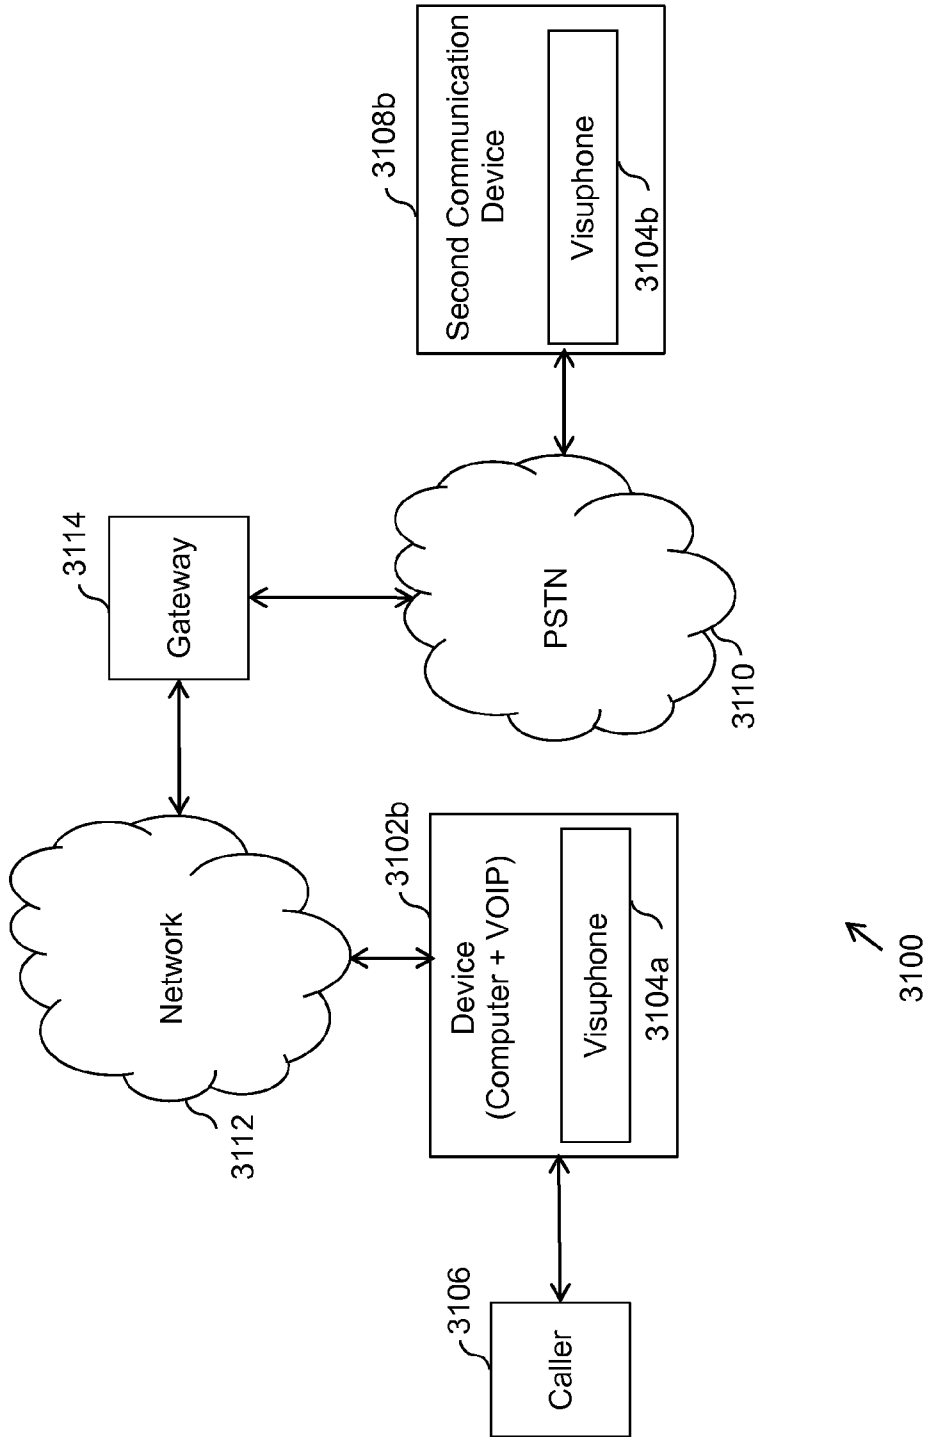 3112
Network
3114
Gateway
3106
Caller
3102b
Device
(Computer + VOIP)
Visuphone
3104a
PSTN
3110
3108b
Second Communication
Device
Visuphone
3104b
3100